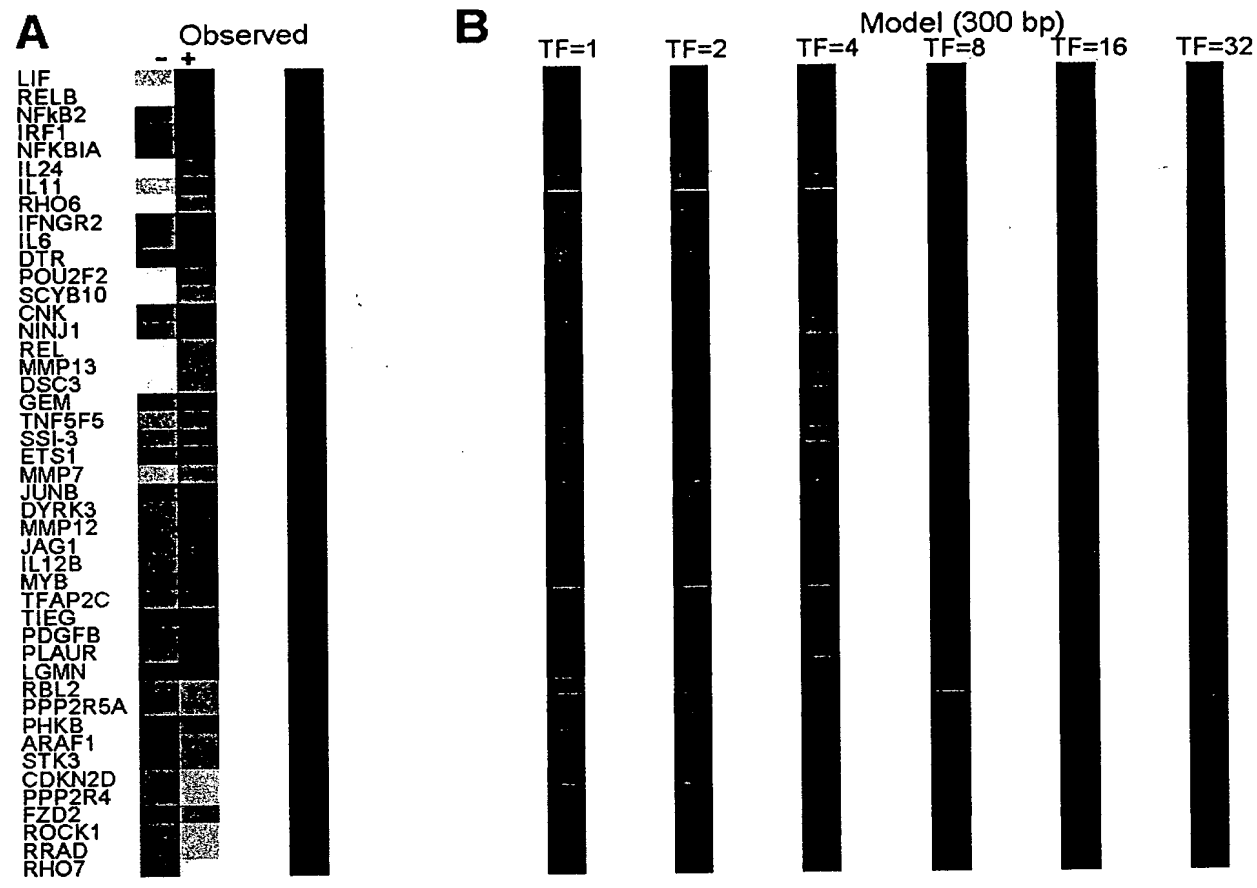 A
Observed
- +
LIF
RELB
NFkB2
IRF1
NFKBIA
IL24
IL11
RHO6
IFNGR2
IL6
DTR
POU2F2
SCYB10
CNK
NINJ1
REL
MMP13
DSC3
GEM
TNF5F5
SSI-3
ETS1
MMP7
JUNB
DYRK3
MMP12
JAG1
IL12B
MYB
TFAP2C
TIEG
PDGFB
PLAUR
LGMN
RBL2
PPP2R5A
PHKB
ARAF1
STK3
CDKN2D
PPP2R4
FZD2
ROCK1
RRAD
RHO7
B
Model (300 bp)
TF=1 TF=2 TF=4 TF=8 TF=16 TF=32